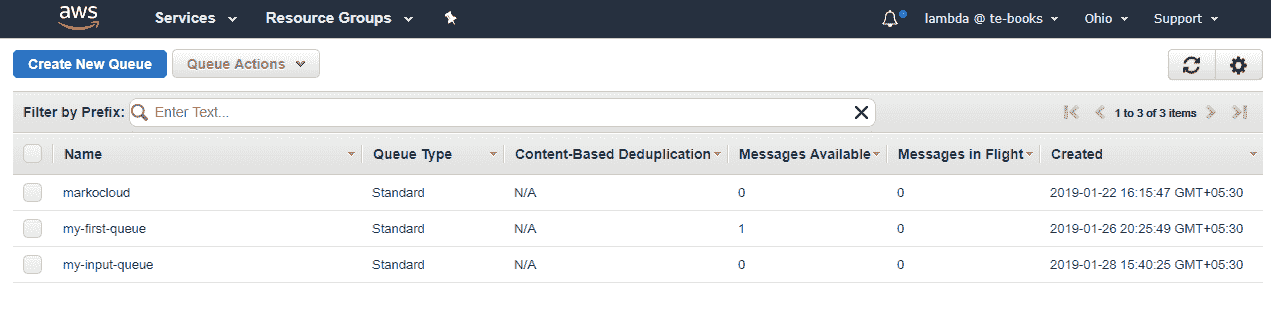 aws Services Resource Groups lambda @ te-books Ohio Support
Create New Queue Queue Actions
Filter by Prefix: Enter Text... 1 to 3 of 3 items
Name Queue Type Content-Based Deduplication Messages Available Messages in Flight Created
markocloud Standard N/A 0 0 2019-01-22 16:15:47 GMT+05:30
my-first-queue Standard N/A 1 0 2019-01-26 20:25:49 GMT+05:30
my-input-queue Standard N/A 0 0 2019-01-28 15:40:25 GMT+05:30